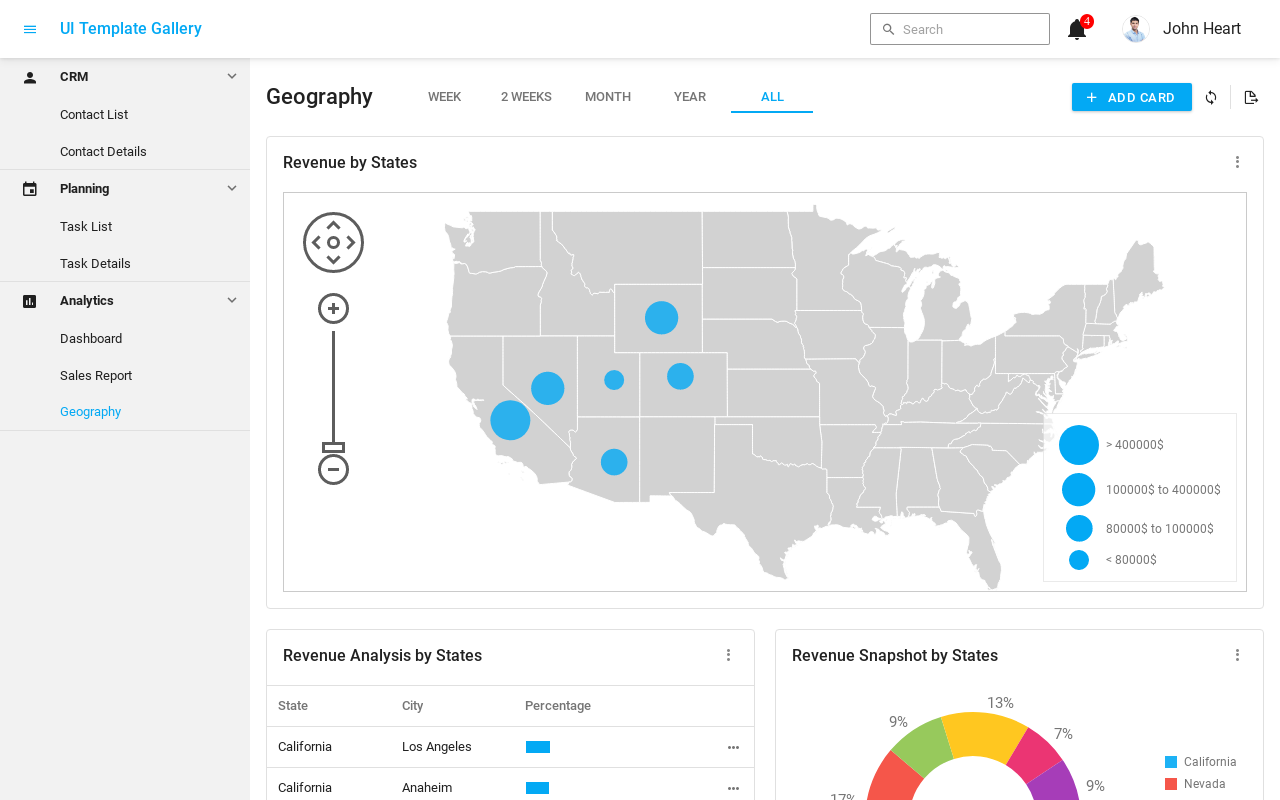 UI Template Gallery
Search
4
John Heart
CRM
Contact List
Contact Details
Planning
Task List
Task Details
Analytics
Dashboard
Sales Report
Geography
Geography
WEEK
2 WEEKS
MONTH
YEAR
ALL
ADD CARD
Revenue by States
> 400000$
100000$ to 400000$
80000$ to 100000$
< 80000$
Revenue Analysis by States
State City Percentage
California Los Angeles
California Anaheim
Revenue Snapshot by States
13%
9%
7%
9%
17%
California
Nevada